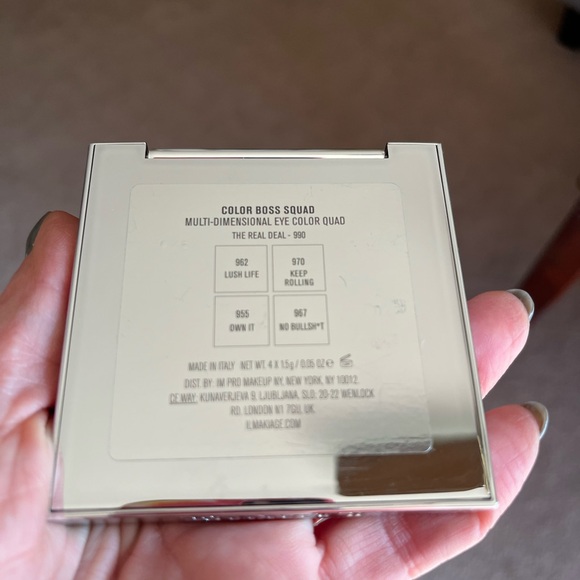 COLOR BOSS SQUAD
MULTI-DIMENSIONAL EYE COLOR QUAD
THE REAL DEAL - 990
962
LUSH LIFE
970
KEEP
ROLLING
955
OWN IT
967
NO BULLSH*T
MADE IN ITALY NET WT. 4 X 1.5g / 0.05 OZ℮
DIST. BY: IM PRO MAKEUP NY, NEW YORK, NY 10012.
CE WAY: KUNAVERJEVA 9, LJUBLJANA, SLO; 20-22 WENLOCK
RD, LONDON N1 7GU, UK.
ILMAKIAGE.COM